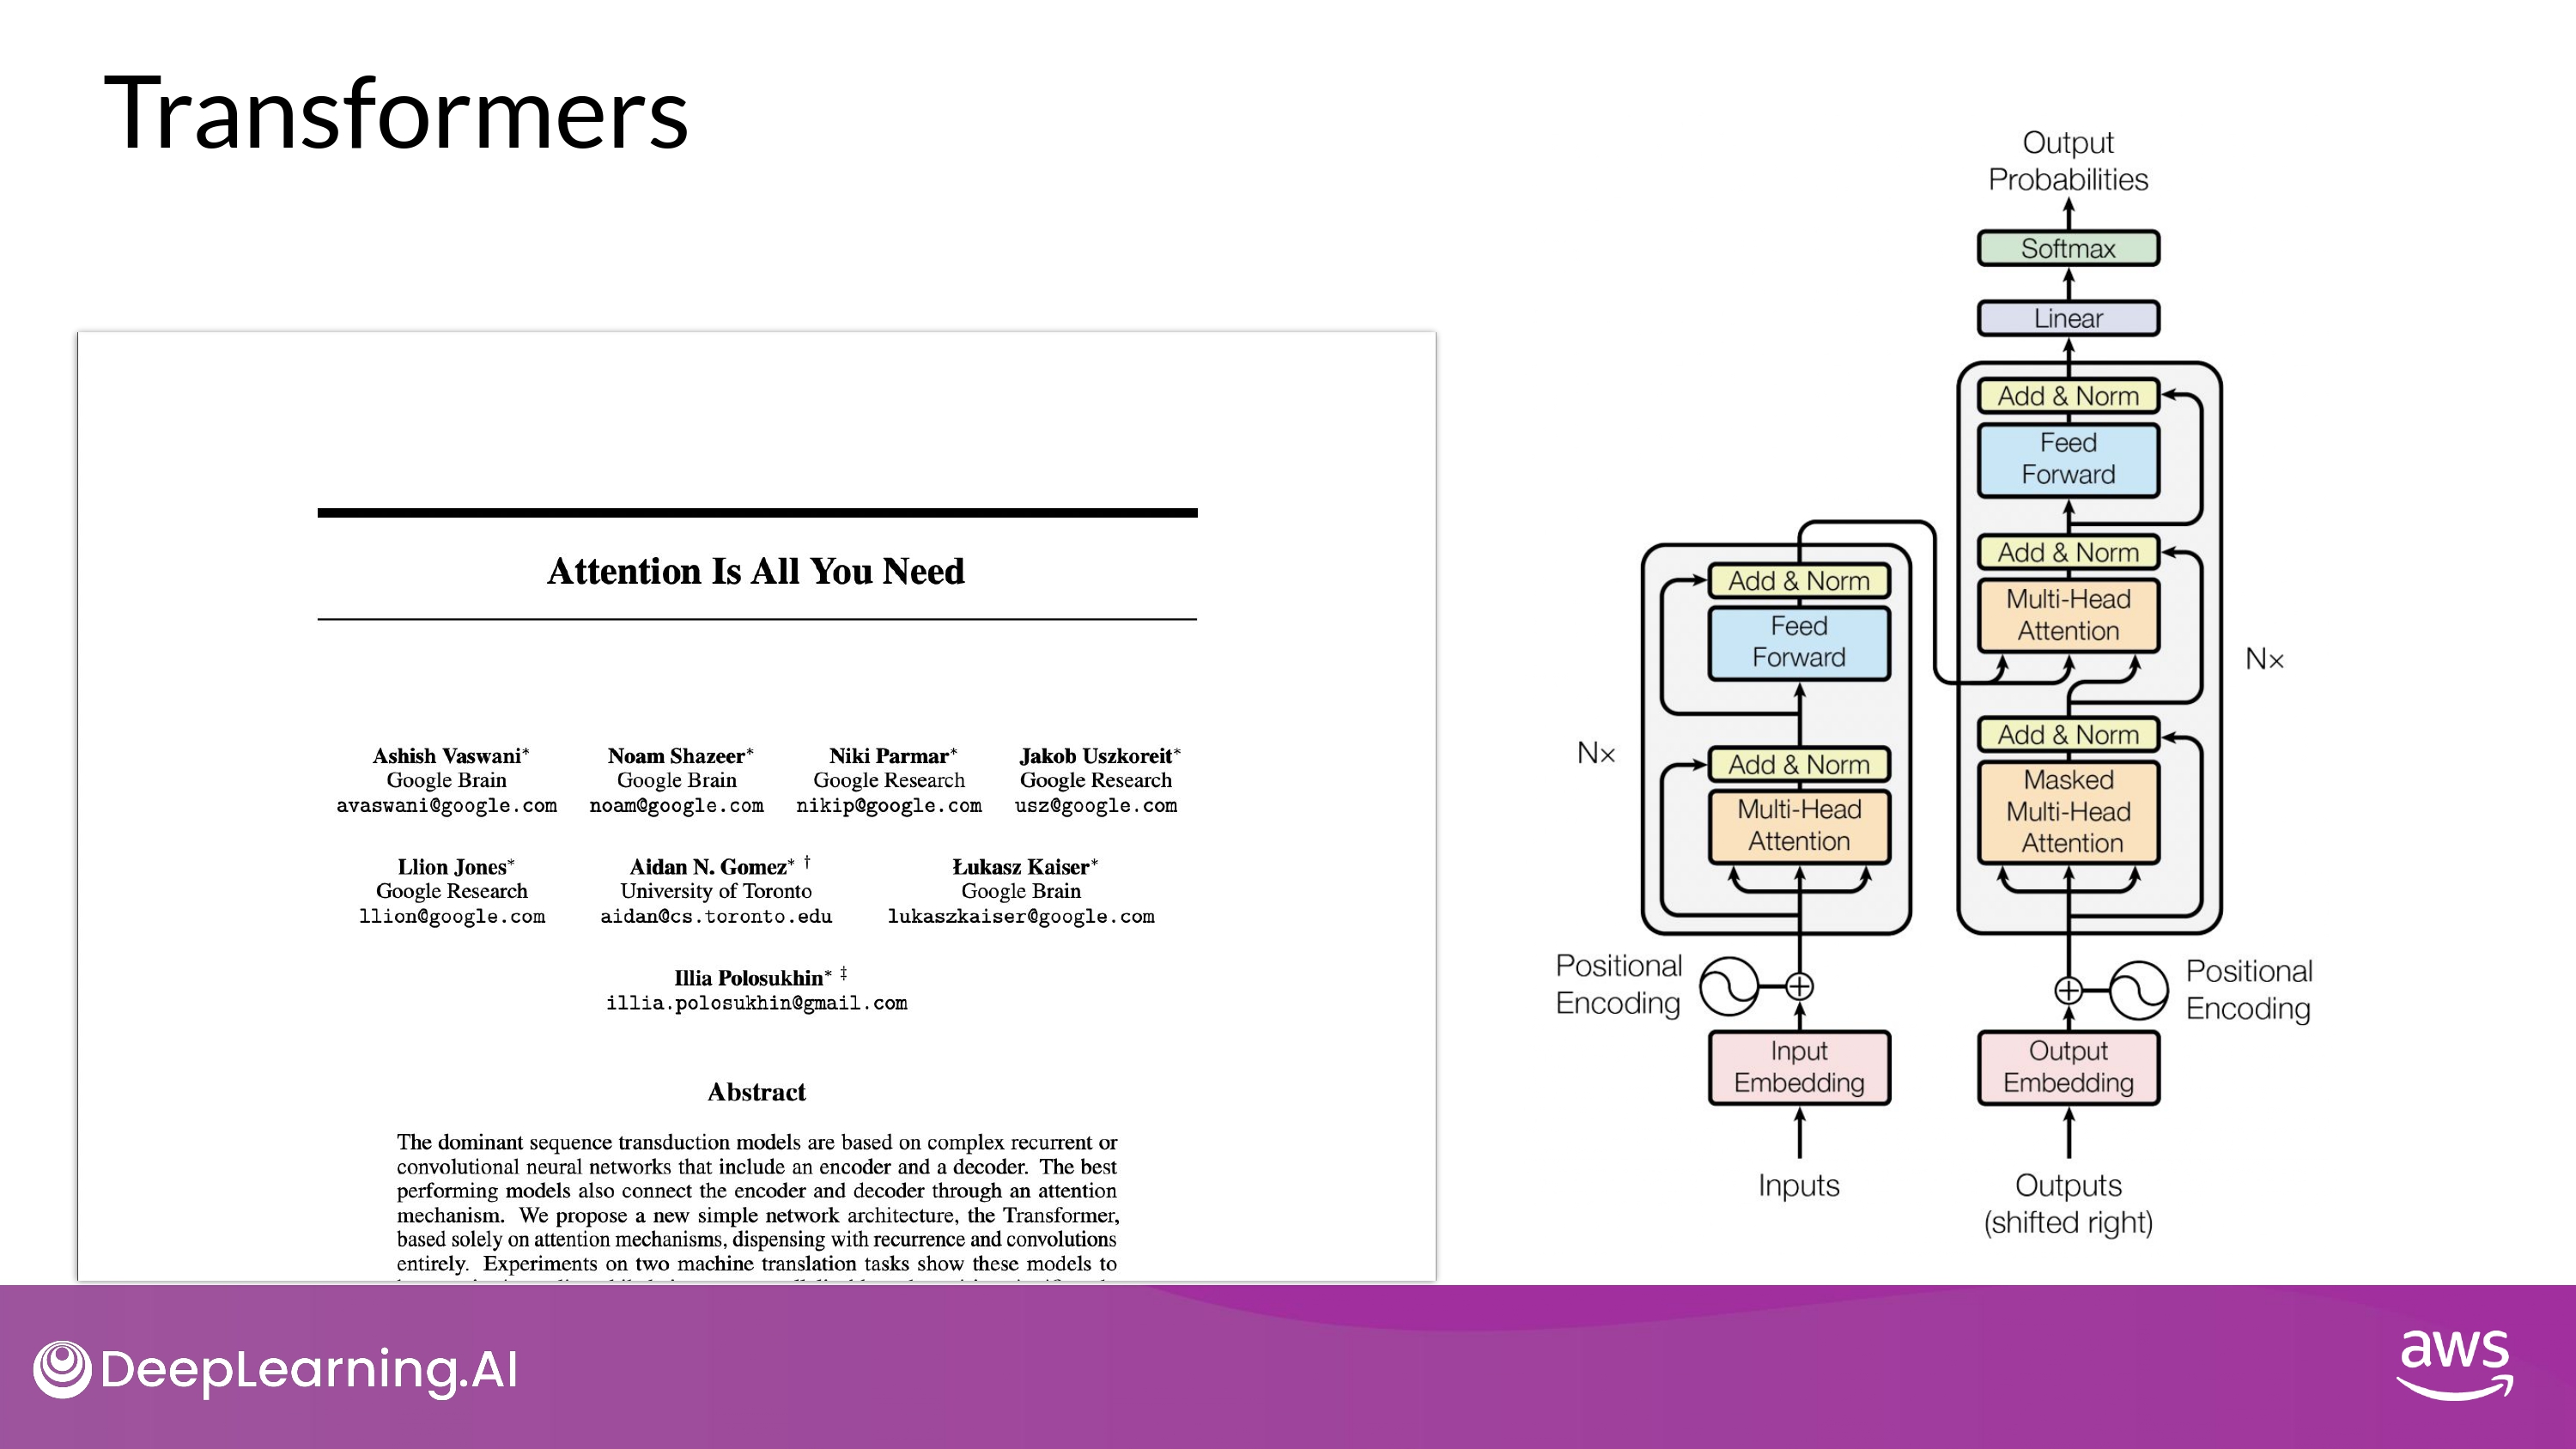 Transformers
Attention Is All You Need
Ashish Vaswani* Noam Shazeer* Niki Parmar* Jakob Uszkoreit*
Google Brain Google Brain Google Research Google Research
avaswani@google.com noam@google.com nikip@google.com usz@google.com
Llion Jones* Aidan N. Gomez* † Łukasz Kaiser*
Google Research University of Toronto Google Brain
llion@google.com aidan@cs.toronto.edu lukaszkaiser@google.com
Illia Polosukhin* ‡
illia.polosukhin@gmail.com
Abstract
The dominant sequence transduction models are based on complex recurrent or
convolutional neural networks that include an encoder and a decoder. The best
performing models also connect the encoder and decoder through an attention
mechanism. We propose a new simple network architecture, the Transformer,
based solely on attention mechanisms, dispensing with recurrence and convolutions
entirely. Experiments on two machine translation tasks show these models to
Output
Probabilities
Softmax
Linear
Add & Norm
Feed
Forward
Add & Norm
Multi-Head
Attention
Nx
Add & Norm
Masked
Multi-Head
Attention
Add & Norm
Feed
Forward
Nx
Add & Norm
Multi-Head
Attention
Positional
Encoding
Positional
Encoding
Input
Embedding
Output
Embedding
Inputs
Outputs
(shifted right)
DeepLearning.AI
aws